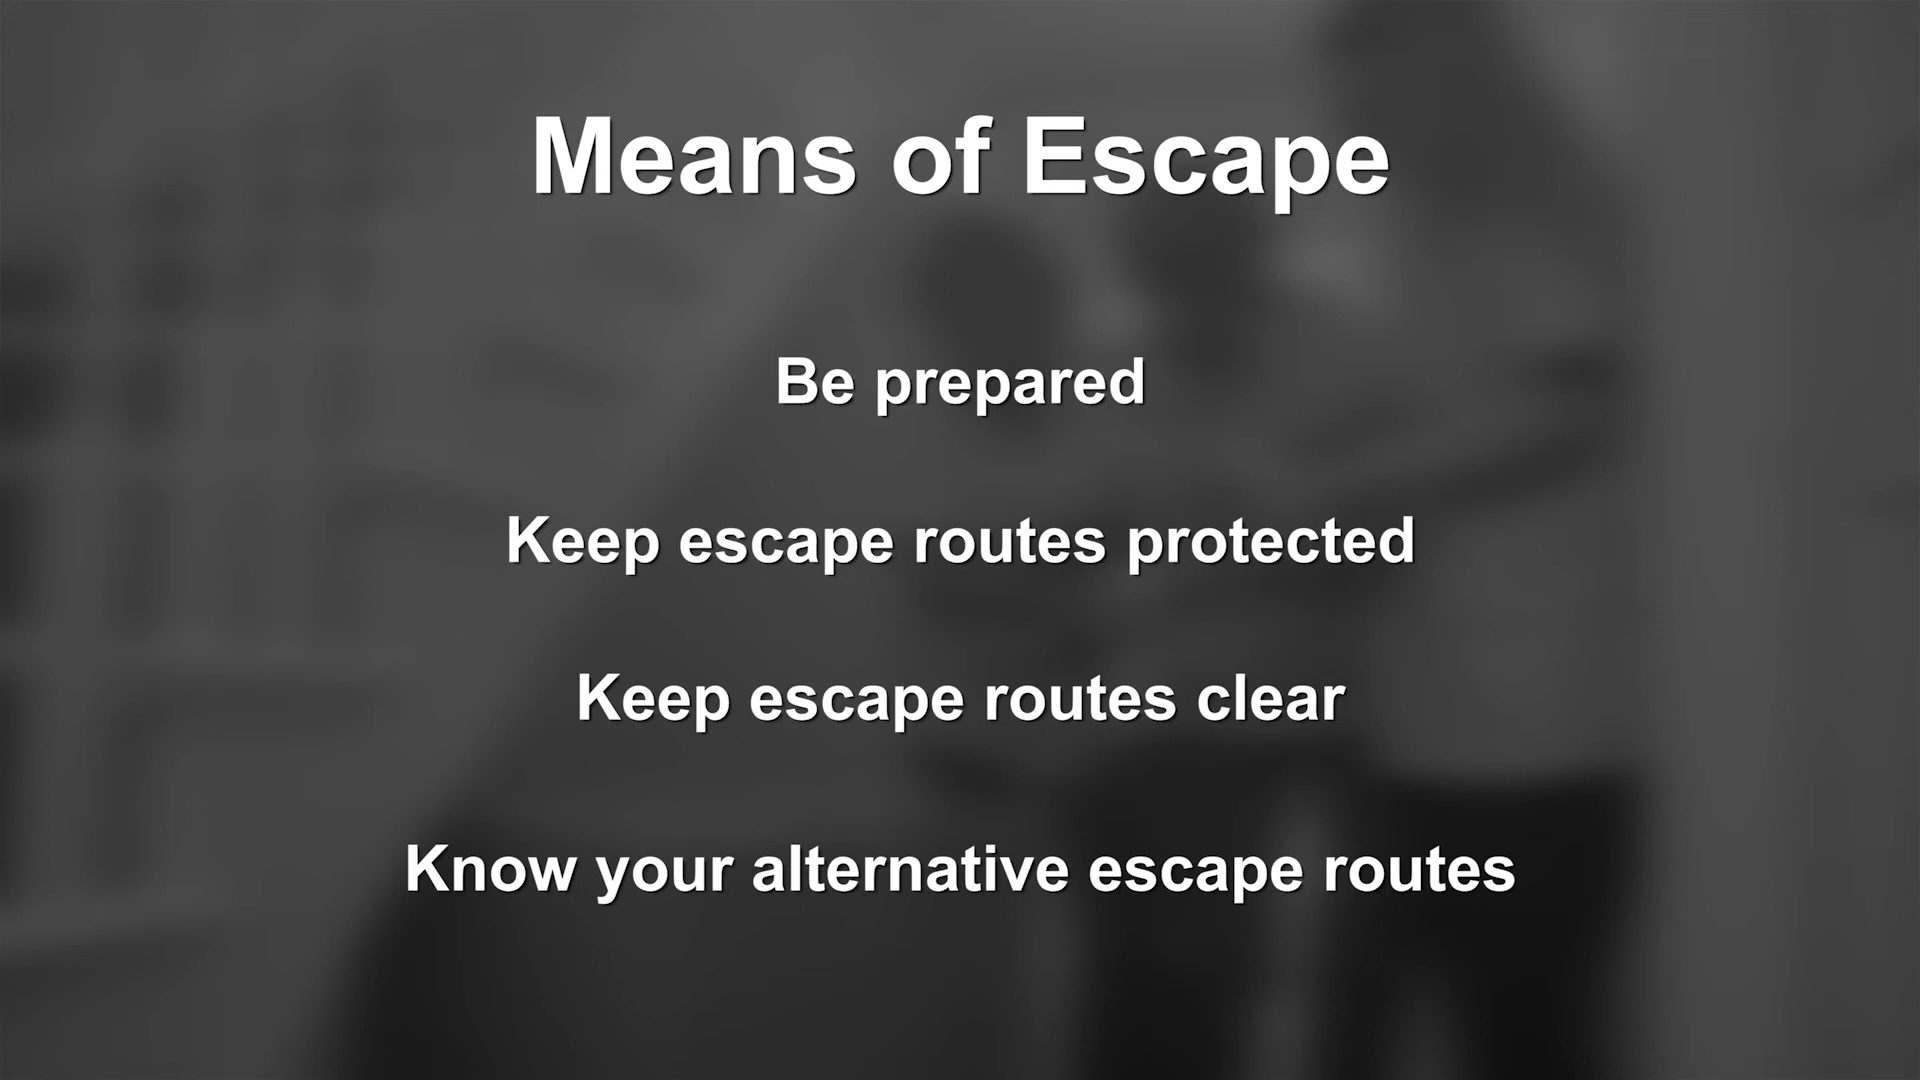 Means of Escape
Be prepared
Keep escape routes protected
Keep escape routes clear
Know your alternative escape routes